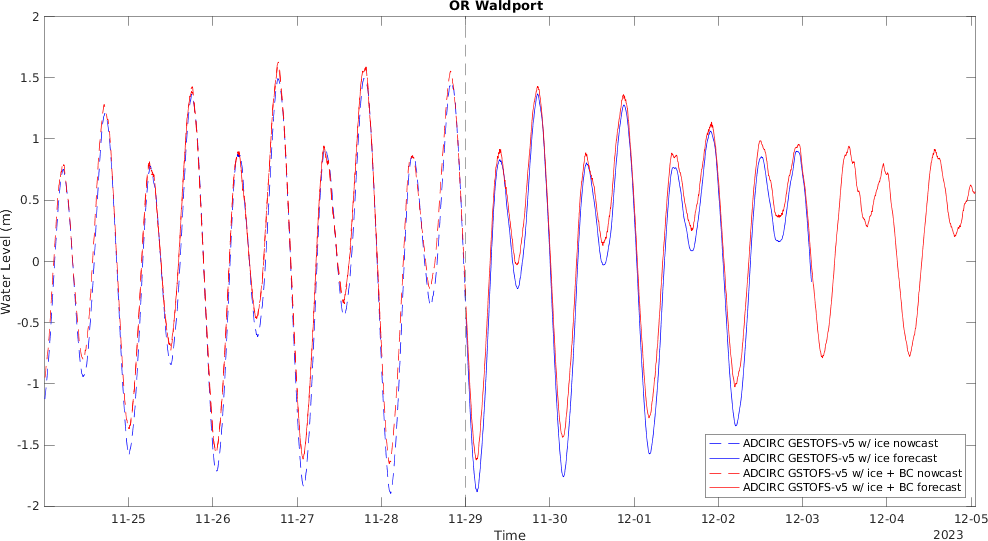 OR Waldport
2
1.5
1
0.5
0
-0.5
-1
-1.5
-2
Water Level (m)
11-25 11-26 11-27 11-28 11-29 11-30 12-01 12-02 12-03 12-04 12-05
Time
2023
ADCIRC GESTOFS-v5 w/ ice nowcast
ADCIRC GESTOFS-v5 w/ ice forecast
ADCIRC GSTOFS-v5 w/ ice + BC nowcast
ADCIRC GSTOFS-v5 w/ ice + BC forecast